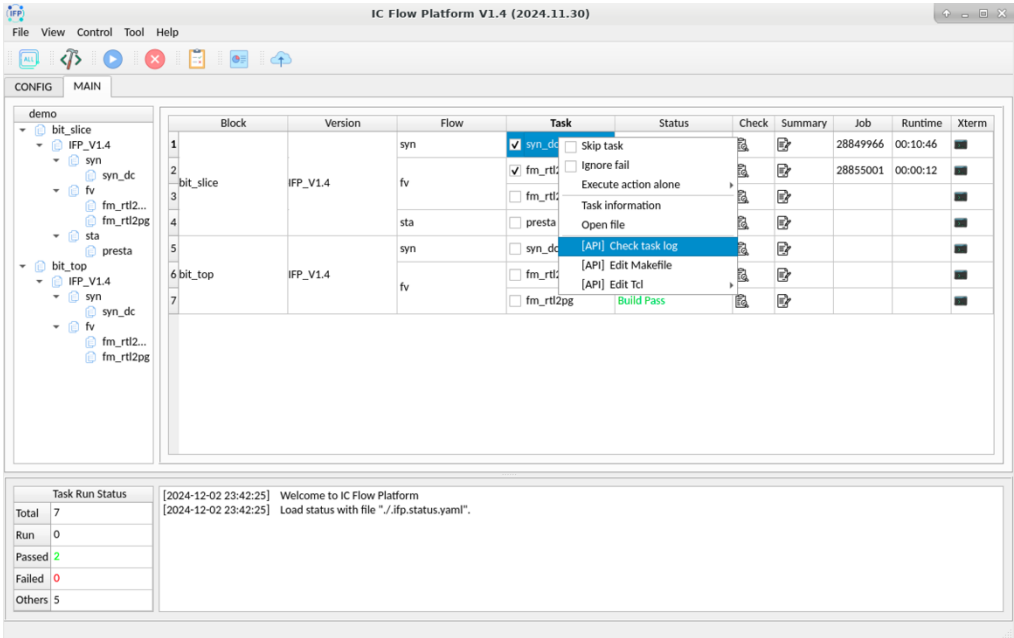 IFP
IC Flow Platform V1.4 (2024.11.30)
File View Control Tool Help
ALL
CONFIG MAIN
demo
bit_slice
IFP_V1.4
syn
syn_dc
fv
fm_rtl2...
fm_rtl2pg
sta
presta
bit_top
IFP_V1.4
syn
syn_dc
fv
fm_rtl2...
fm_rtl2pg
Block Version Flow Task Status Check Summary Job Runtime Xterm
1 syn syn_dc 28849966 00:10:46
2 fm_rtl2 28855001 00:00:12
bit_slice IFP_V1.4 fv
3 fm_rtl2
4 sta presta
5 syn syn_dc
6 bit_top IFP_V1.4 fm_rtl2
fv
7 fm_rtl2pg Build Pass
Skip task
Ignore fail
Execute action alone
Task information
Open file
[API] Check task log
[API] Edit Makefile
[API] Edit Tcl
Task Run Status
Total 7
Run 0
Passed 2
Failed 0
Others 5
[2024-12-02 23:42:25] Welcome to IC Flow Platform
[2024-12-02 23:42:25] Load status with file "./.ifp.status.yaml".